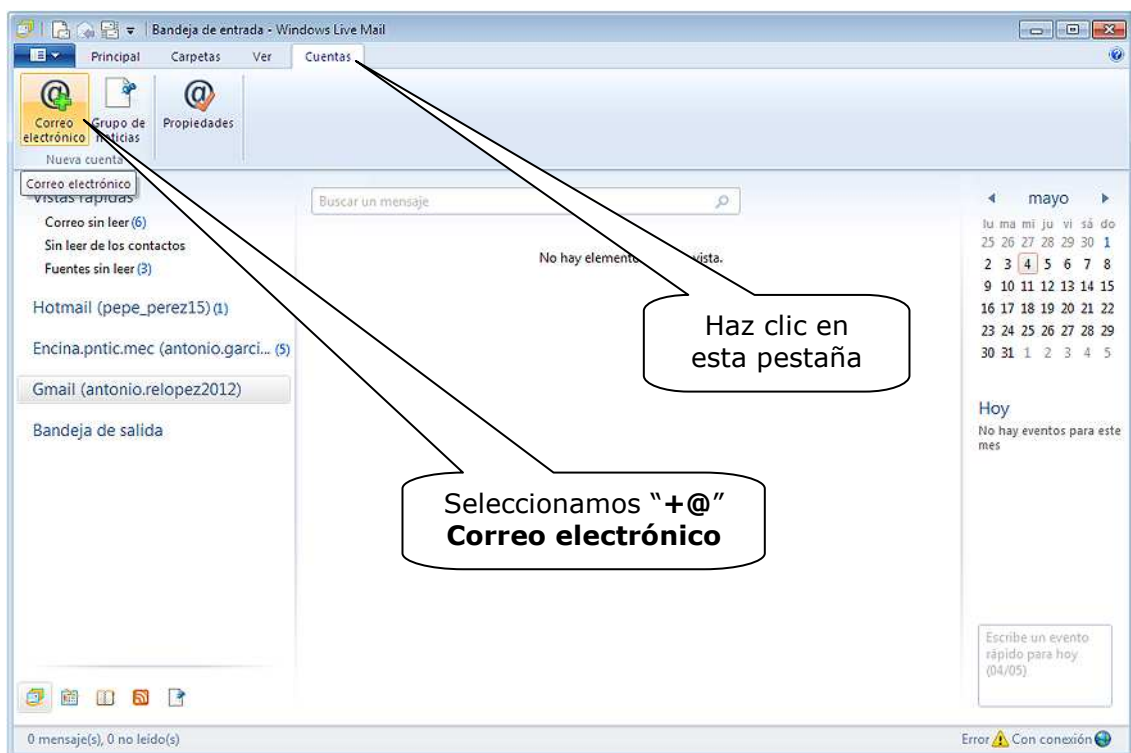 Bandeja de entrada - Windows Live Mail
Principal Carpetas Ver Cuentas
Correo electrónico
Grupo de noticias
Propiedades
Nueva cuenta
Correo electrónico
Vistas rápidas
Correo sin leer (6)
Sin leer de los contactos
Fuentes sin leer (3)
Hotmail (pepe_perez15) (1)
Encina.pntic.mec (antonio.garci... (5)
Gmail (antonio.relopez2012)
Bandeja de salida
Buscar un mensaje
No hay elemento vista.
Haz clic en
esta pestaña
Seleccionamos “+@”
Correo electrónico
mayo
lu ma mi ju vi sá do
25 26 27 28 29 30 1
2 3 4 5 6 7 8
9 10 11 12 13 14 15
16 17 18 19 20 21 22
23 24 25 26 27 28 29
30 31 1 2 3 4 5
Hoy
No hay eventos para este
mes
Escribe un evento
rápido para hoy
(04/05)
0 mensaje(s), 0 no leído(s)
Error Con conexión